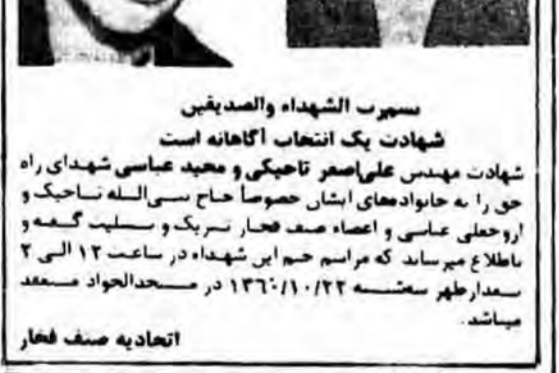 بسمرب الشهداء والصدیقین
شهادت یک انتخاب آگاهانه است
شهادت مهندس علی‌اصغر تاجیکی و مجید عباسی شهدای راه
حق را به خانواده‌های ایشان خصوصاً حاج الله تاجیک و
عباسی و اعضاء صنف فخار تبریک و تسلیت گفته و
باطلاع میرساند که مراسم ختم این شهداء در ساعت ۱۲ الی ۲
بعدازظهر سه‌شنبه ۱۳۶۰/۱۰/۲۲ در مسجدالجواد منعقد
میباشد.
اتحادیه صنف فخار